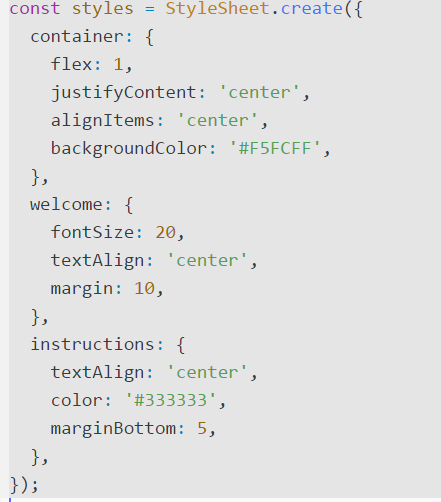 const styles = StyleSheet.create({
  container: {
    flex: 1,
    justifyContent: 'center',
    alignItems: 'center',
    backgroundColor: '#F5FCFF',
  },
  welcome: {
    fontSize: 20,
    textAlign: 'center',
    margin: 10,
  },
  instructions: {
    textAlign: 'center',
    color: '#333333',
    marginBottom: 5,
  },
});